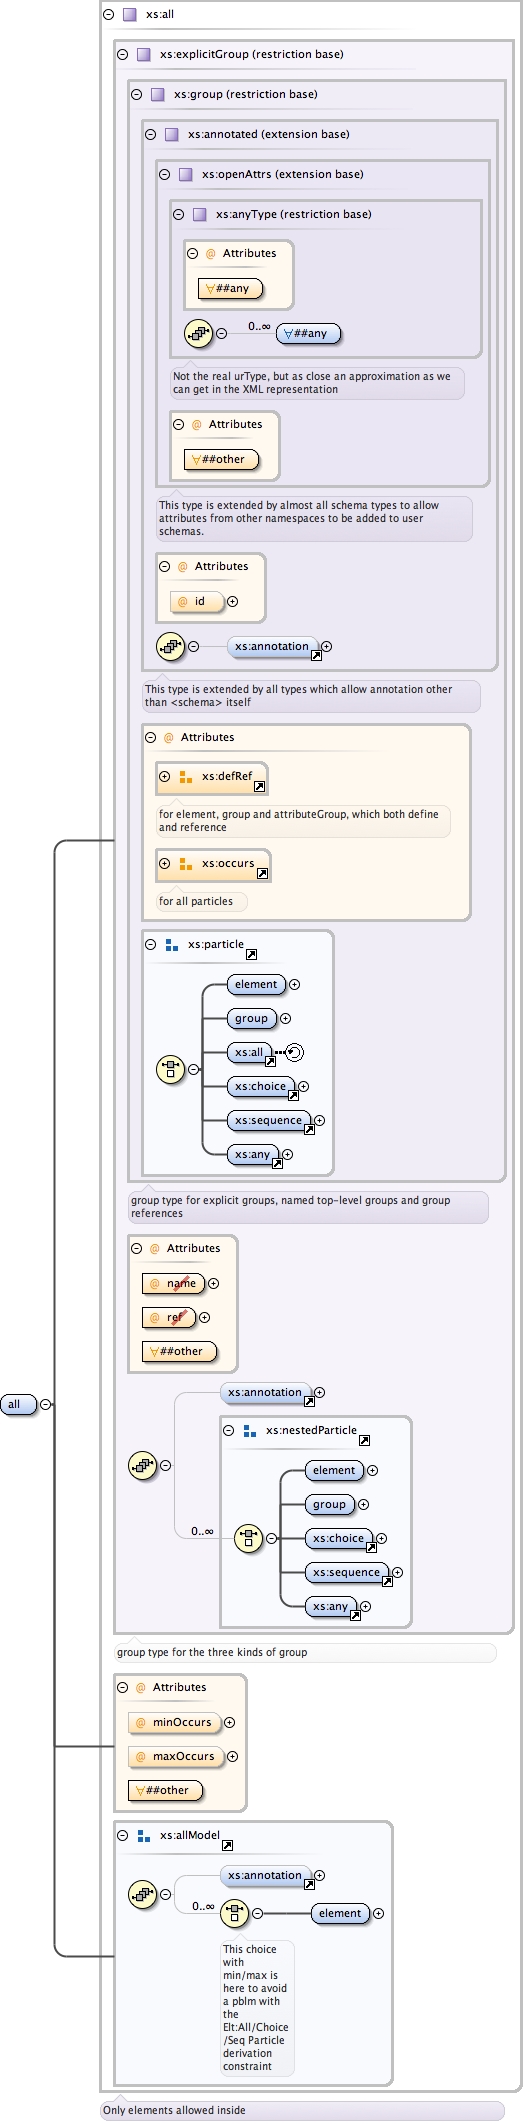 xs:all
xs:explicitGroup (restriction base)
xs:group (restriction base)
xs:annotated (extension base)
xs:openAttrs (extension base)
xs:anyType (restriction base)
@ Attributes
∀##any
0..∞
∀##any
Not the real urType, but as close an approximation as we
can get in the XML representation
@ Attributes
∀##other
This type is extended by almost all schema types to allow
attributes from other namespaces to be added to user
schemas.
@ Attributes
@ id
xs:annotation
This type is extended by all types which allow annotation other
than <schema> itself
@ Attributes
xs:defRef
for element, group and attributeGroup, which both define
and reference
xs:occurs
for all particles
xs:particle
element
group
xs:all
xs:choice
xs:sequence
xs:any
group type for explicit groups, named top-level groups and group
references
@ Attributes
@ name
@ ref
∀##other
all
xs:annotation
xs:nestedParticle
element
group
0..∞
xs:choice
xs:sequence
xs:any
group type for the three kinds of group
@ Attributes
@ minOccurs
@ maxOccurs
∀##other
xs:allModel
xs:annotation
0..∞
element
This choice
with
min/max is
here to avoid
a pblm with
the
Elt:All/Choice
/Seq Particle
derivation
constraint
Only elements allowed inside